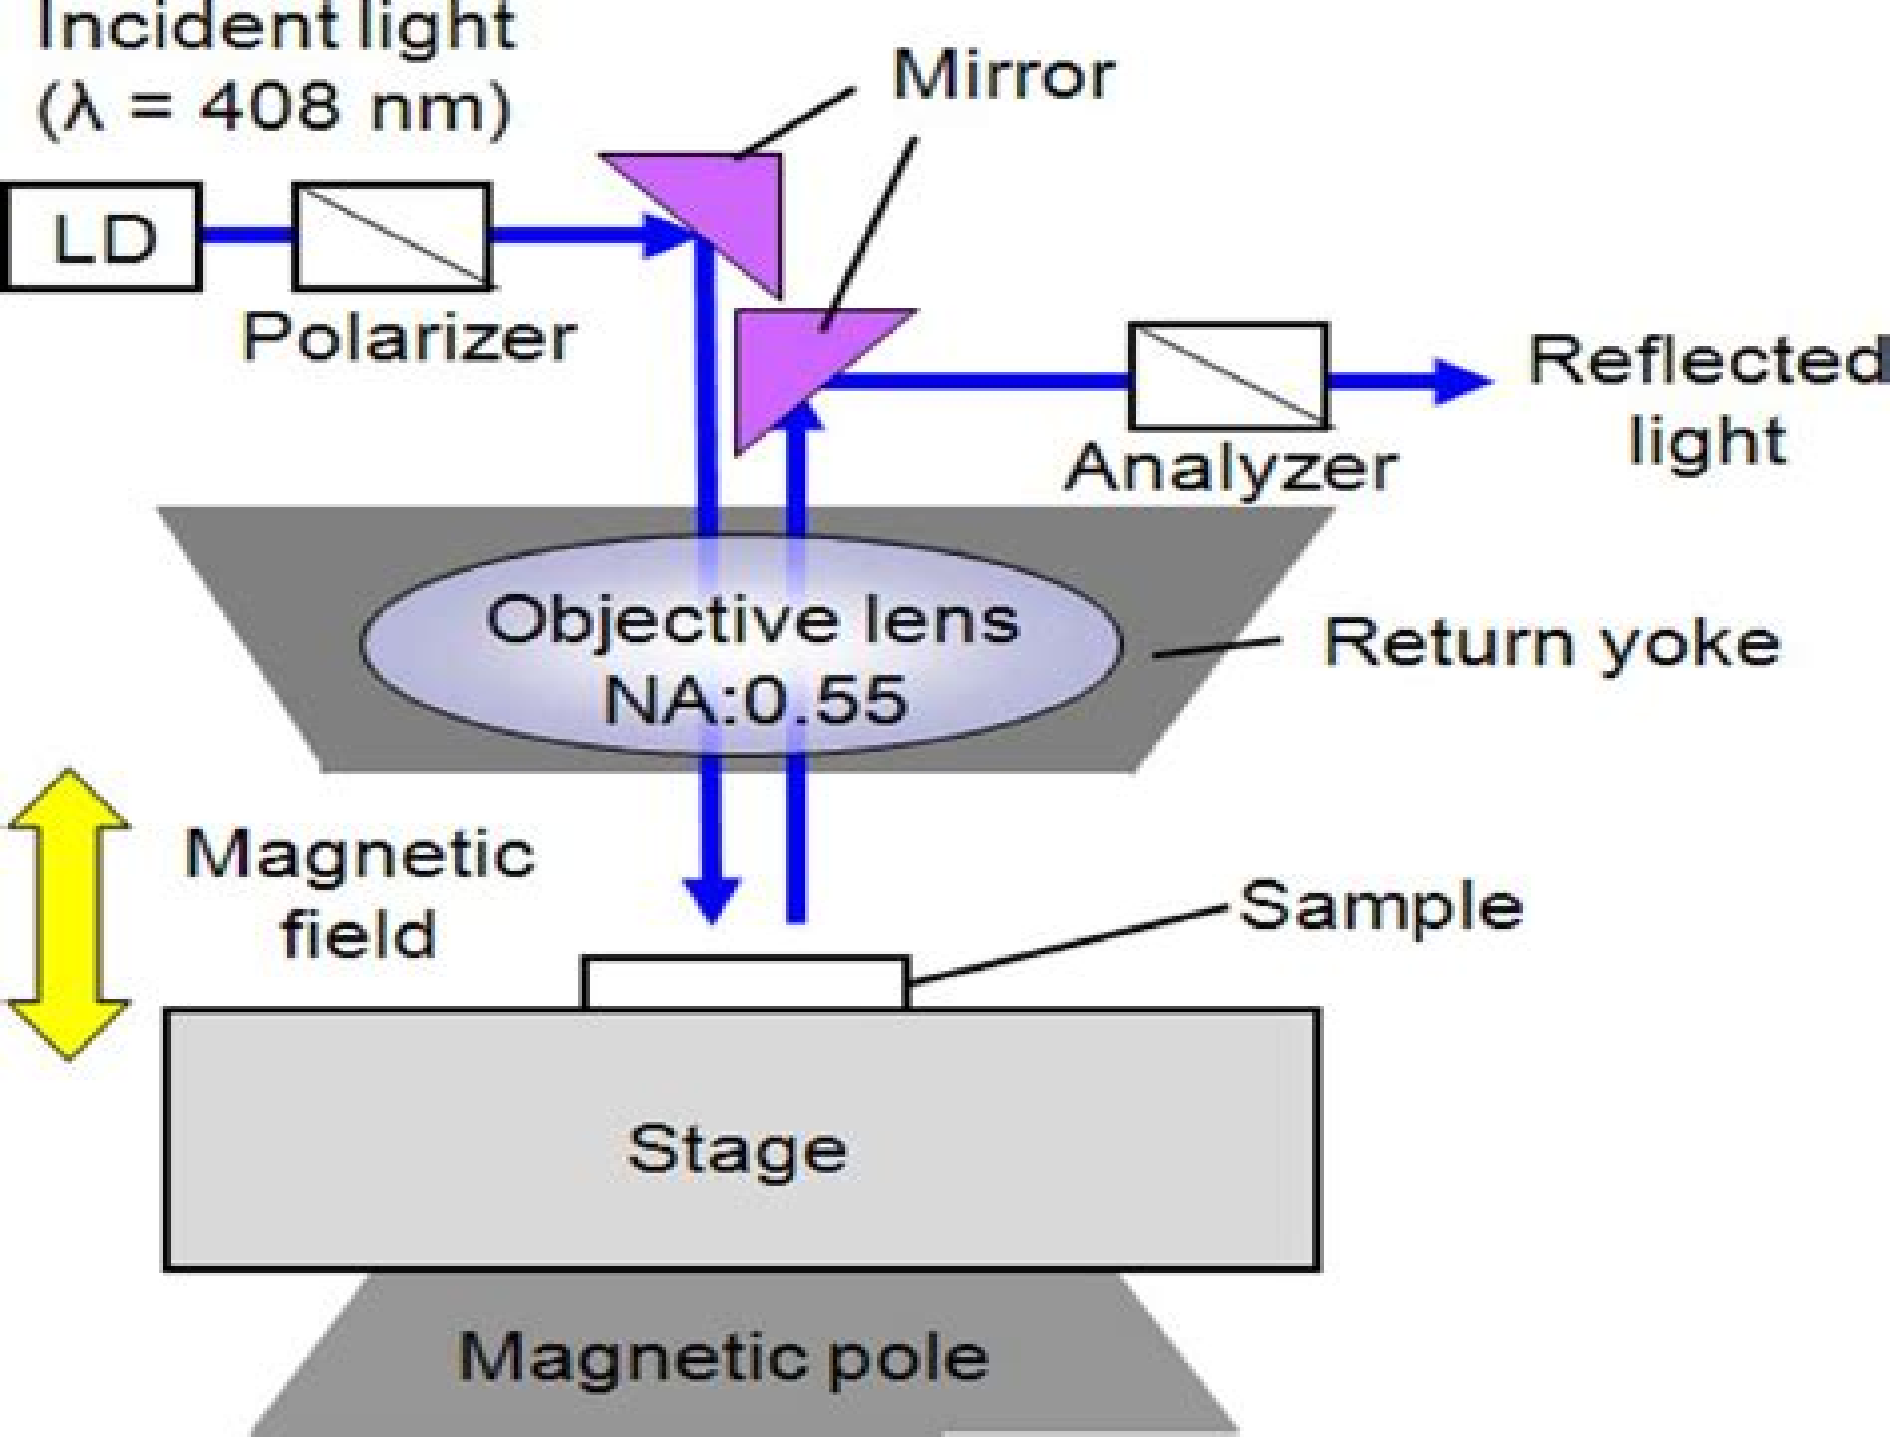 Incident light
(λ = 408 nm)
Mirror
LD
Polarizer
Reflected
light
Analyzer
Objective lens
NA:0.55
Return yoke
Magnetic
field
Sample
Stage
Magnetic pole